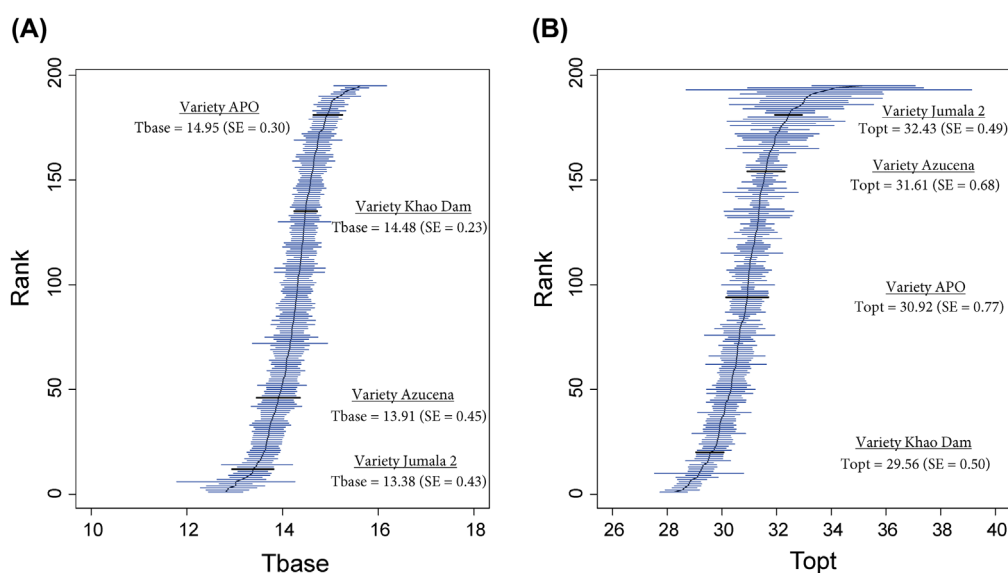 (A)
Rank
200
150
100
50
0
Variety APO
Tbase = 14.95 (SE = 0.30)
Variety Khao Dam
Tbase = 14.48 (SE = 0.23)
Variety Azucena
Tbase = 13.91 (SE = 0.45)
Variety Jumala 2
Tbase = 13.38 (SE = 0.43)
10 12 14 16 18
Tbase
(B)
Rank
200
150
100
50
0
Variety Jumala 2
Topt = 32.43 (SE = 0.49)
Variety Azucena
Topt = 31.61 (SE = 0.68)
Variety APO
Topt = 30.92 (SE = 0.77)
Variety Khao Dam
Topt = 29.56 (SE = 0.50)
26 28 30 32 34 36 38 40
Topt